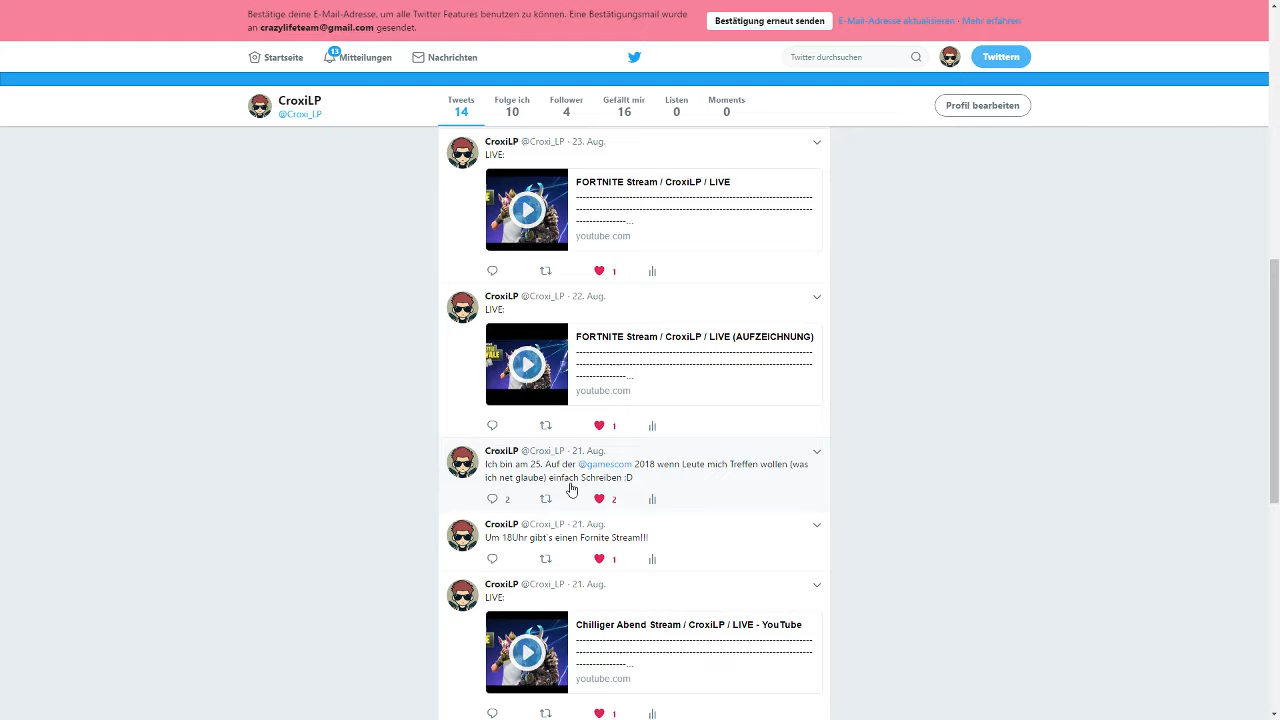 Bestätige deine E-Mail-Adresse, um alle Twitter Features benutzen zu können. Eine Bestätigungsmail wurde
an crazylifeteam@gmail.com gesendet.
Bestätigung erneut senden
E-Mail-Adresse aktualisieren · Mehr erfahren
Startseite
13
Mitteilungen
Nachrichten
Twitter durchsuchen
Twittern
CroxiLP
@Croxi_LP
Tweets
14
Folge ich
10
Follower
4
Gefällt mir
16
Listen
0
Moments
0
Profil bearbeiten
CroxiLP @Croxi_LP · 23. Aug.
LIVE:
FORTNITE Stream / CroxiLP / LIVE
----------------------------------------------------------
----------------------------------------------------------
------------...
youtube.com
1
CroxiLP @Croxi_LP · 22. Aug.
LIVE:
FORTNITE Stream / CroxiLP / LIVE (AUFZEICHNUNG)
----------------------------------------------------------
----------------------------------------------------------
------------...
youtube.com
1
CroxiLP @Croxi_LP · 21. Aug.
Ich bin am 25. Auf der @gamescom 2018 wenn Leute mich Treffen wollen (was
ich net glaube) einfach Schreiben :D
2
2
CroxiLP @Croxi_LP · 21. Aug.
Um 18Uhr gibt`s einen Fornite Stream!!!
1
CroxiLP @Croxi_LP · 21. Aug.
LIVE:
Chilliger Abend Stream / CroxiLP / LIVE - YouTube
----------------------------------------------------------
----------------------------------------------------------
------------...
youtube.com
1